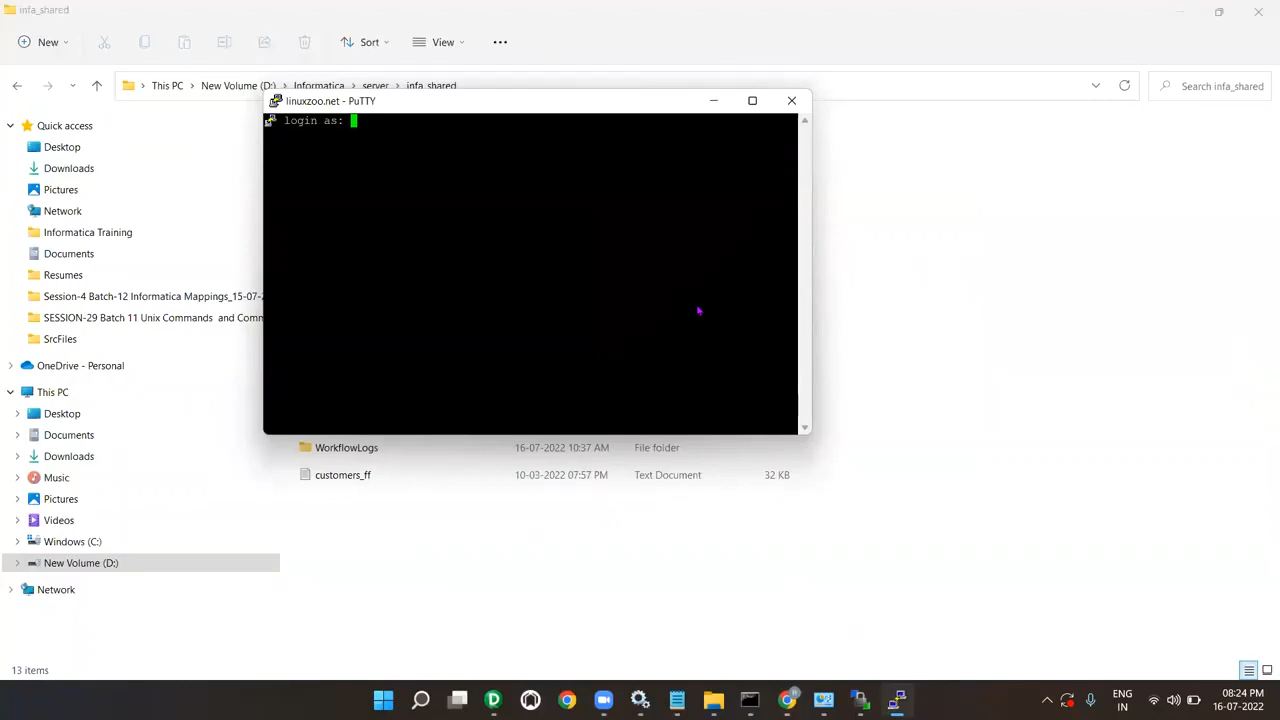 infa_shared
New
Sort
View
This PC
New Volume (D:)
Informatica
server
infa_shared
Search infa_shared
linuxzoo.net - PuTTY
login as:
Quick access
Desktop
Downloads
Pictures
Network
Informatica Training
Documents
Resumes
Session-4 Batch-12 Informatica Mappings_15-07-2
SESSION-29 Batch 11 Unix Commands and Comm
SrcFiles
OneDrive - Personal
This PC
Desktop
Documents
Downloads
Music
Pictures
Videos
Windows (C:)
New Volume (D:)
Network
WorkflowLogs 16-07-2022 10:37 AM File folder
customers_ff 10-03-2022 07:57 PM Text Document 32 KB
13 items
ENG
IN
08:24 PM
16-07-2022